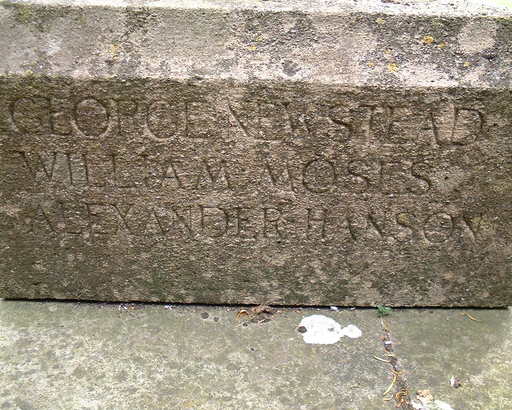 GEORGE NEWSTEAD.
WILLIAM MOSES.
ALEXANDER HANSON